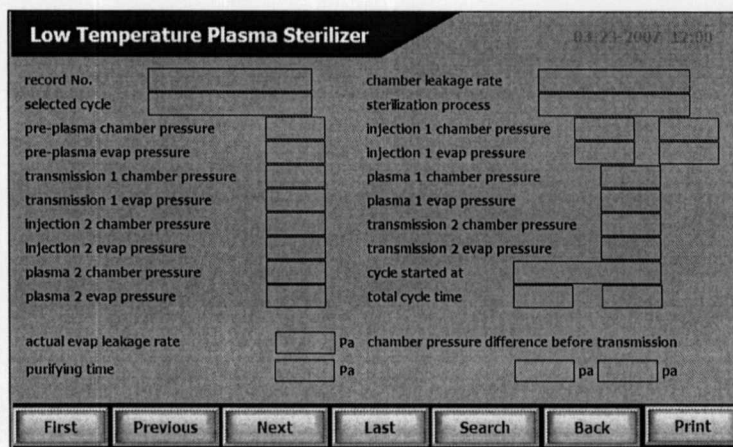 Low Temperature Plasma Sterilizer 03-23-2007 12:00
record No. chamber leakage rate
selected cycle sterilization process
pre-plasma chamber pressure injection 1 chamber pressure
pre-plasma evap pressure injection 1 evap pressure
transmission 1 chamber pressure plasma 1 chamber pressure
transmission 1 evap pressure plasma 1 evap pressure
injection 2 chamber pressure transmission 2 chamber pressure
injection 2 evap pressure transmission 2 evap pressure
plasma 2 chamber pressure cycle started at
plasma 2 evap pressure total cycle time
actual evap leakage rate Pa chamber pressure difference before transmission
purifying time Pa pa pa
First Previous Next Last Search Back Print